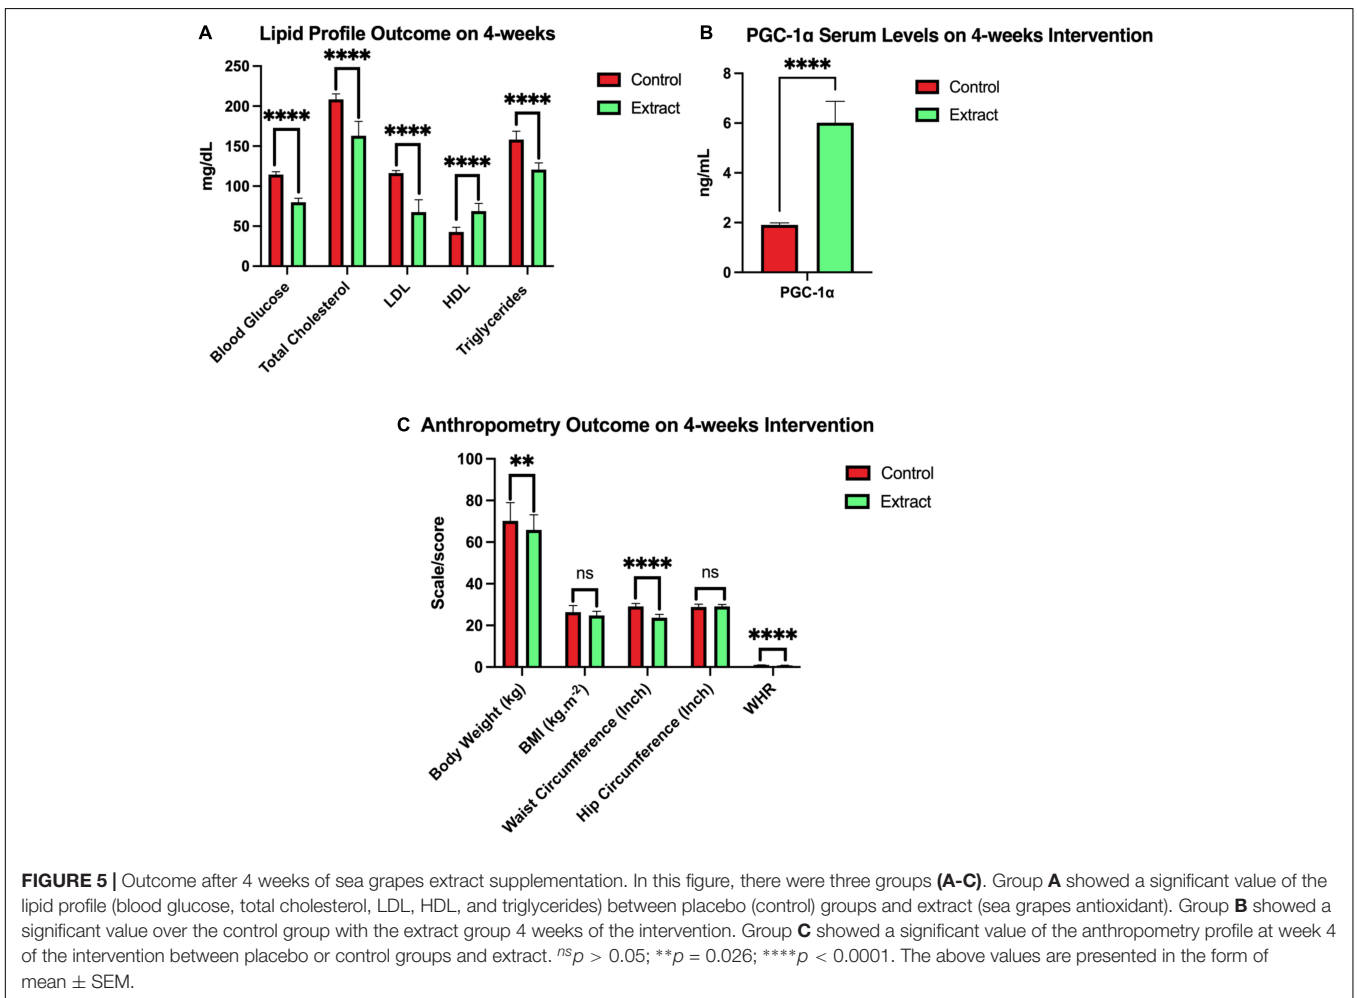 A Lipid Profile Outcome on 4-weeks
250
200
150
100
50
0
mg/dL
****
****
****
****
****
Blood Glucose
Total Cholesterol
LDL
HDL
Triglycerides
Control
Extract
B PGC-1α Serum Levels on 4-weeks Intervention
8
6
4
2
0
ng/mL
****
PGC-1α
Control
Extract
C Anthropometry Outcome on 4-weeks Intervention
100
80
60
40
20
0
Scale/score
**
ns
****
ns
****
Body Weight (kg)
BMI (kg.m-2)
Waist Circumference (Inch)
Hip Circumference (Inch)
WHR
Control
Extract
FIGURE 5 | Outcome after 4 weeks of sea grapes extract supplementation. In this figure, there were three groups (A-C). Group A showed a significant value of the
lipid profile (blood glucose, total cholesterol, LDL, HDL, and triglycerides) between placebo (control) groups and extract (sea grapes antioxidant). Group B showed a
significant value over the control group with the extract group 4 weeks of the intervention. Group C showed a significant value of the anthropometry profile at week 4
of the intervention between placebo or control groups and extract. nsp > 0.05; **p = 0.026; ****p < 0.0001. The above values are presented in the form of
mean ± SEM.